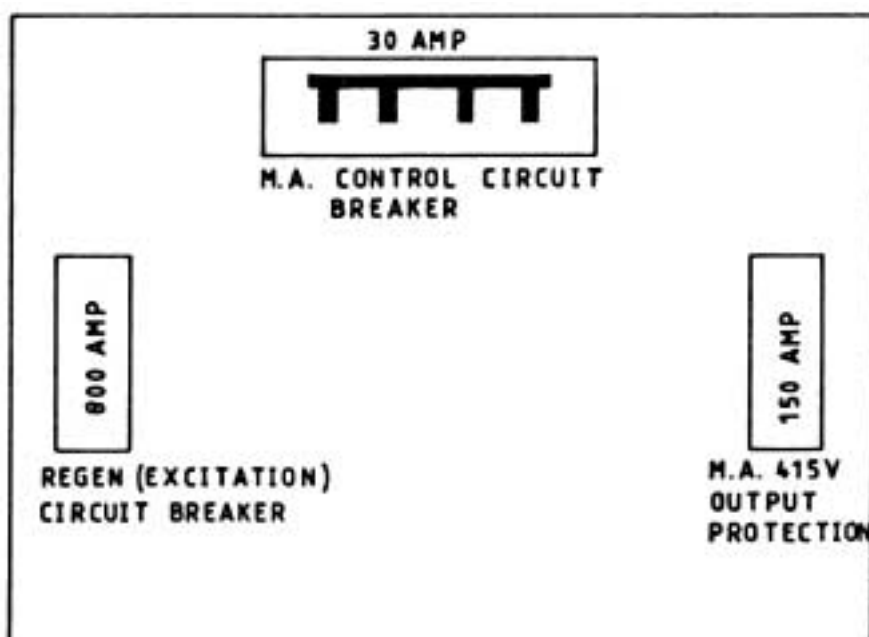 30 AMP
M.A. CONTROL CIRCUIT
BREAKER
800 AMP
REGEN (EXCITATION)
CIRCUIT BREAKER
150 AMP
M.A. 415V
OUTPUT
PROTECTION